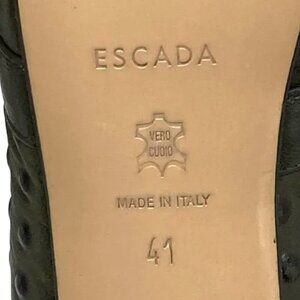 ESCADA
VERO
CUOIO
MADE IN ITALY
41